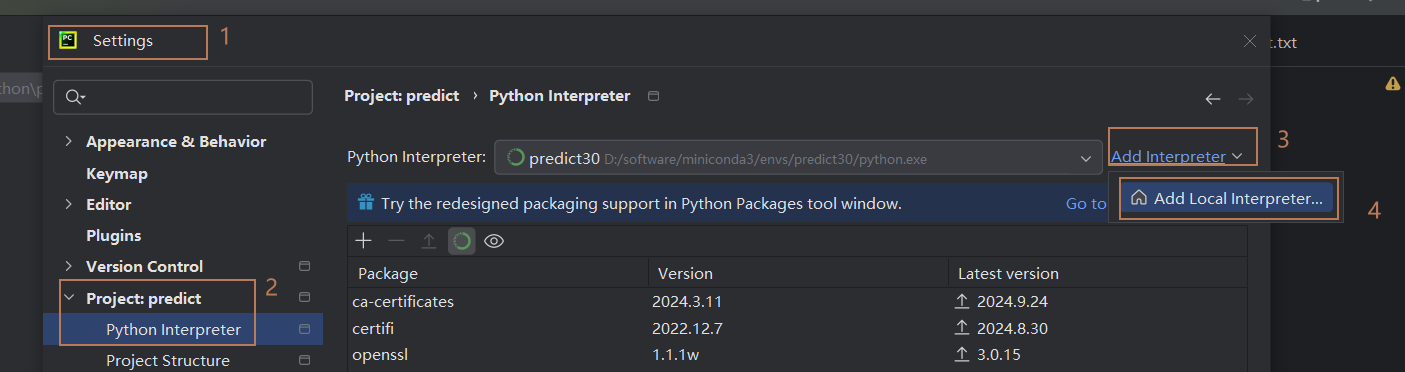 PC
Settings
1
t.txt
thon\p
Project: predict › Python Interpreter
Appearance & Behavior
Python Interpreter: predict30 D:/software/miniconda3/envs/predict30/python.exe
Add Interpreter
3
Keymap
Editor
Try the redesigned packaging support in Python Packages tool window. Go to
Add Local Interpreter...
4
Plugins
Version Control
Package Version Latest version
2
Project: predict
ca-certificates 2024.3.11 2024.9.24
Python Interpreter
certifi 2022.12.7 2024.8.30
Project Structure
openssl 1.1.1w 3.0.15